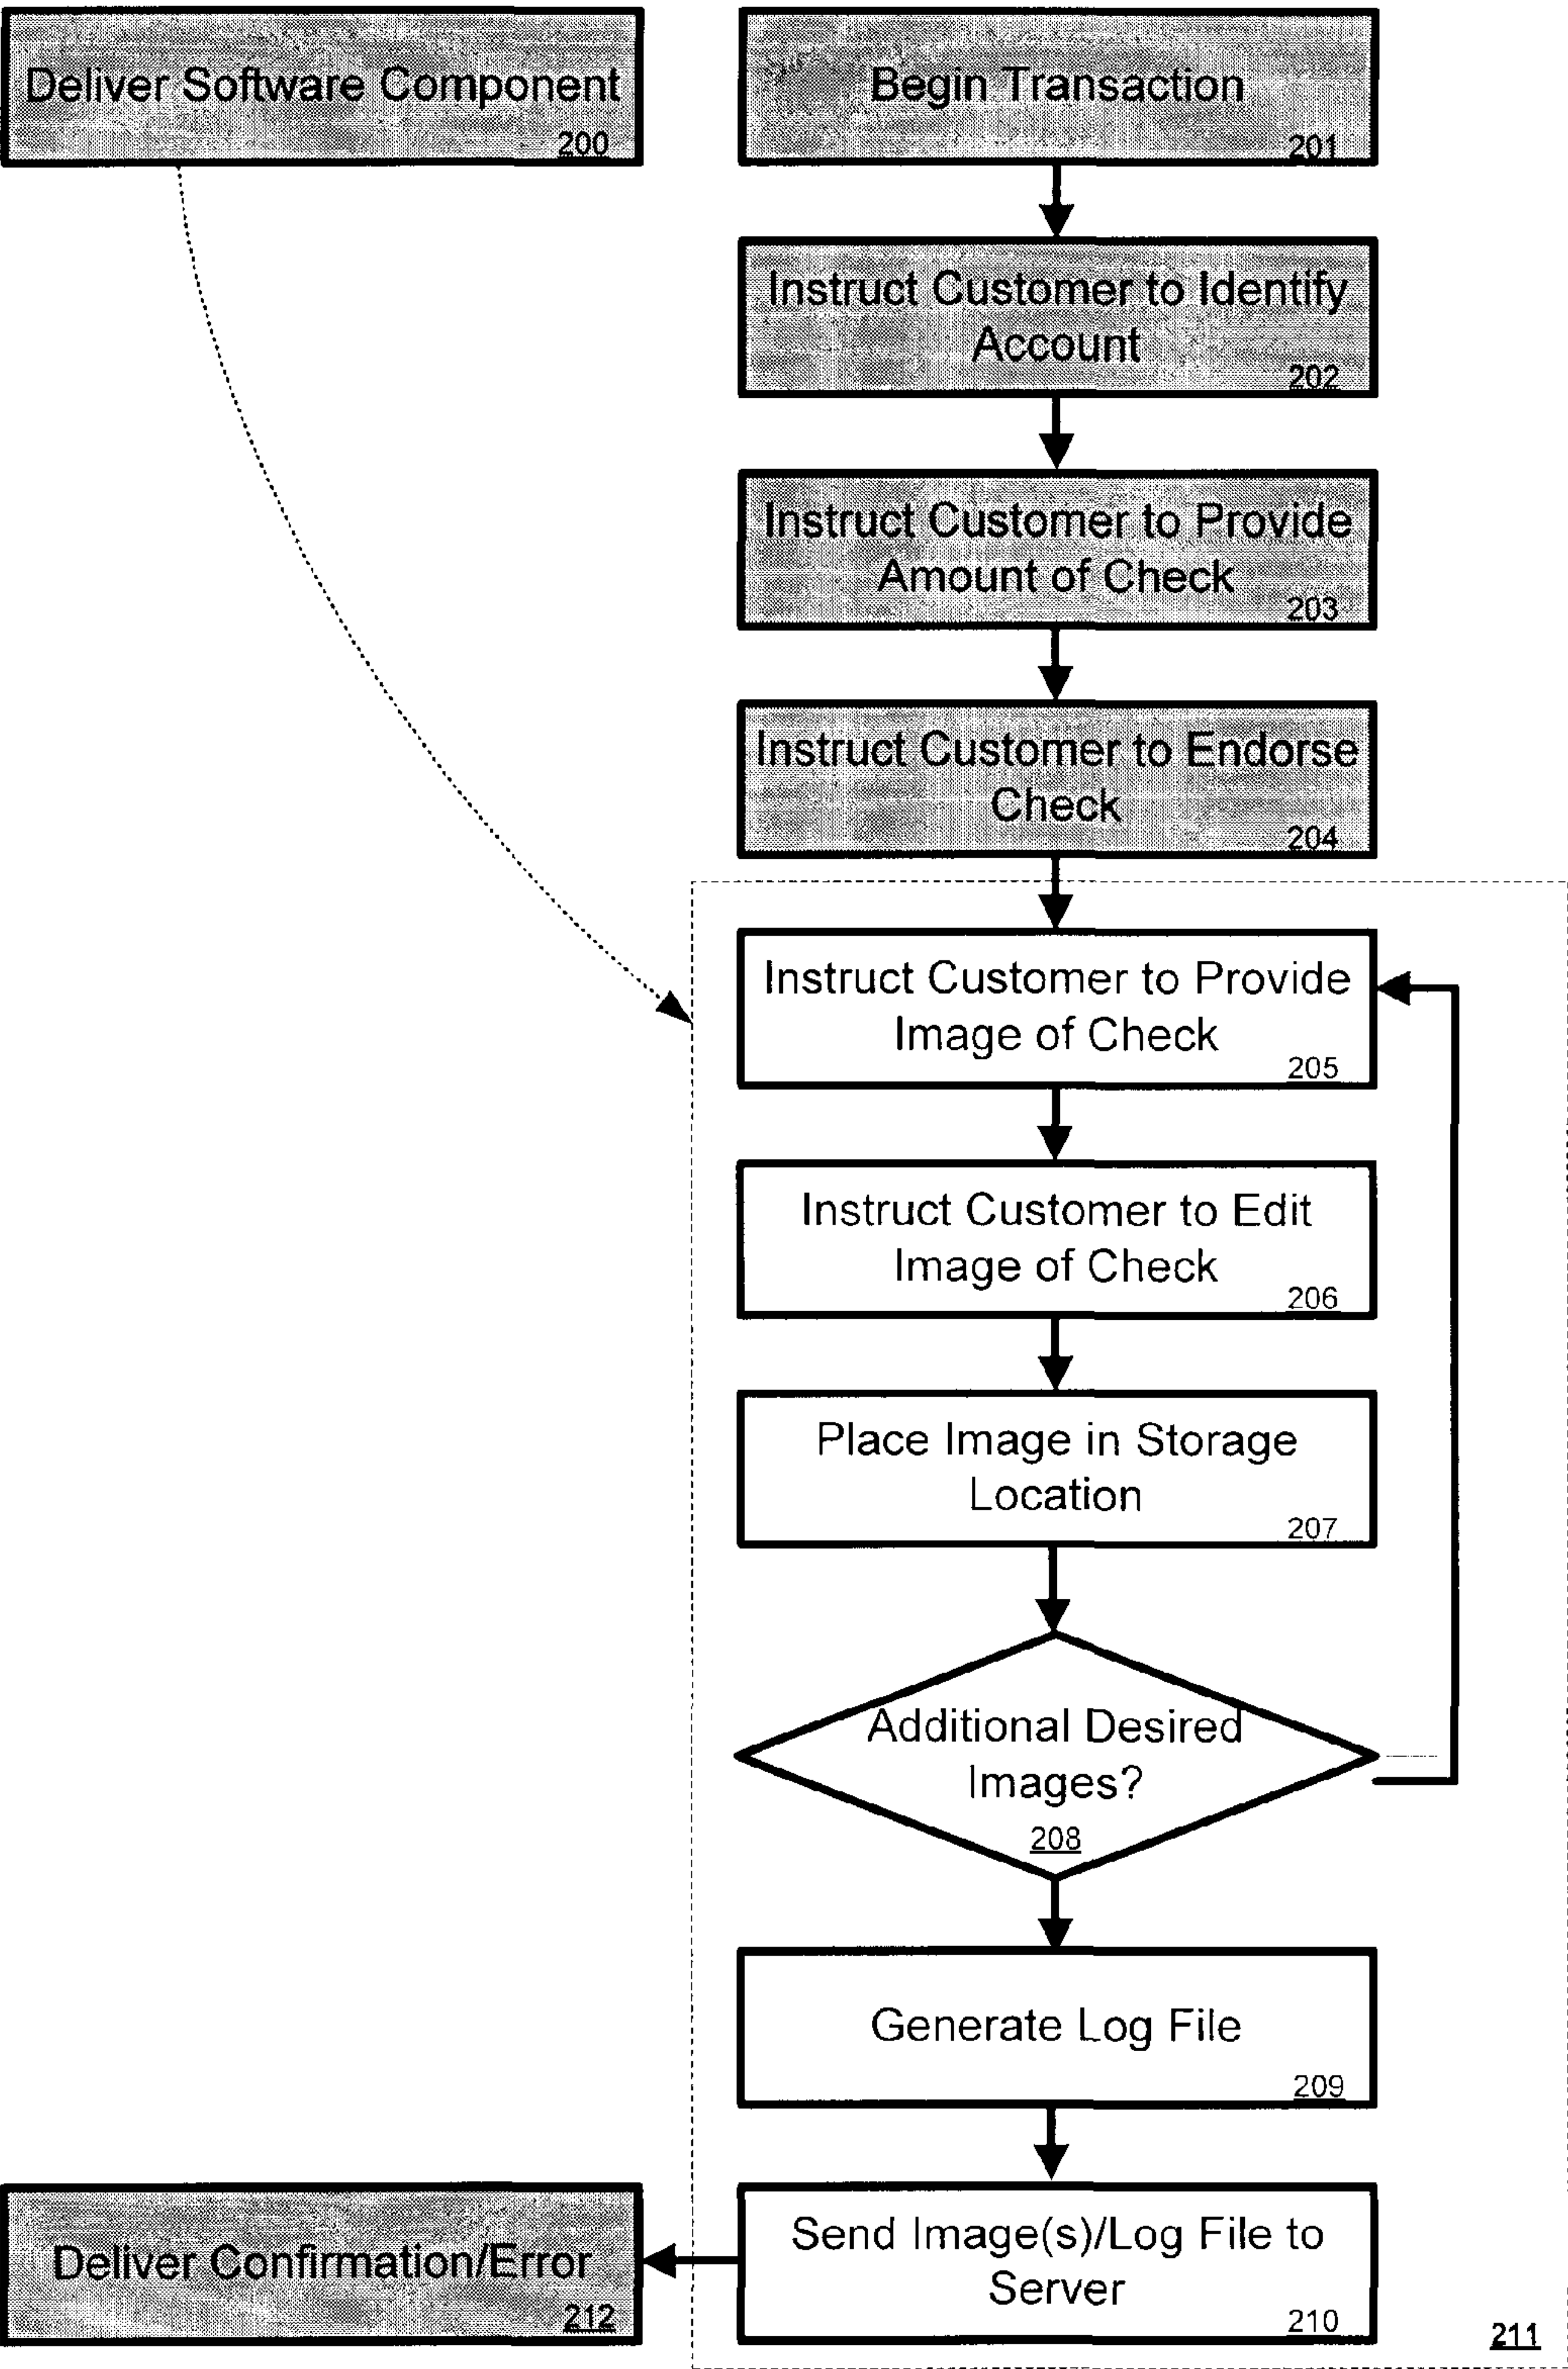 Deliver Software Component
200
Begin Transaction
201
Instruct Customer to Identify
Account
202
Instruct Customer to Provide
Amount of Check
203
Instruct Customer to Endorse
Check
204
Instruct Customer to Provide
Image of Check
205
Instruct Customer to Edit
Image of Check
206
Place Image in Storage
Location
207
Additional Desired
Images?
208
Generate Log File
209
Send Image(s)/Log File to
Server
210
211
Deliver Confirmation/Error
212